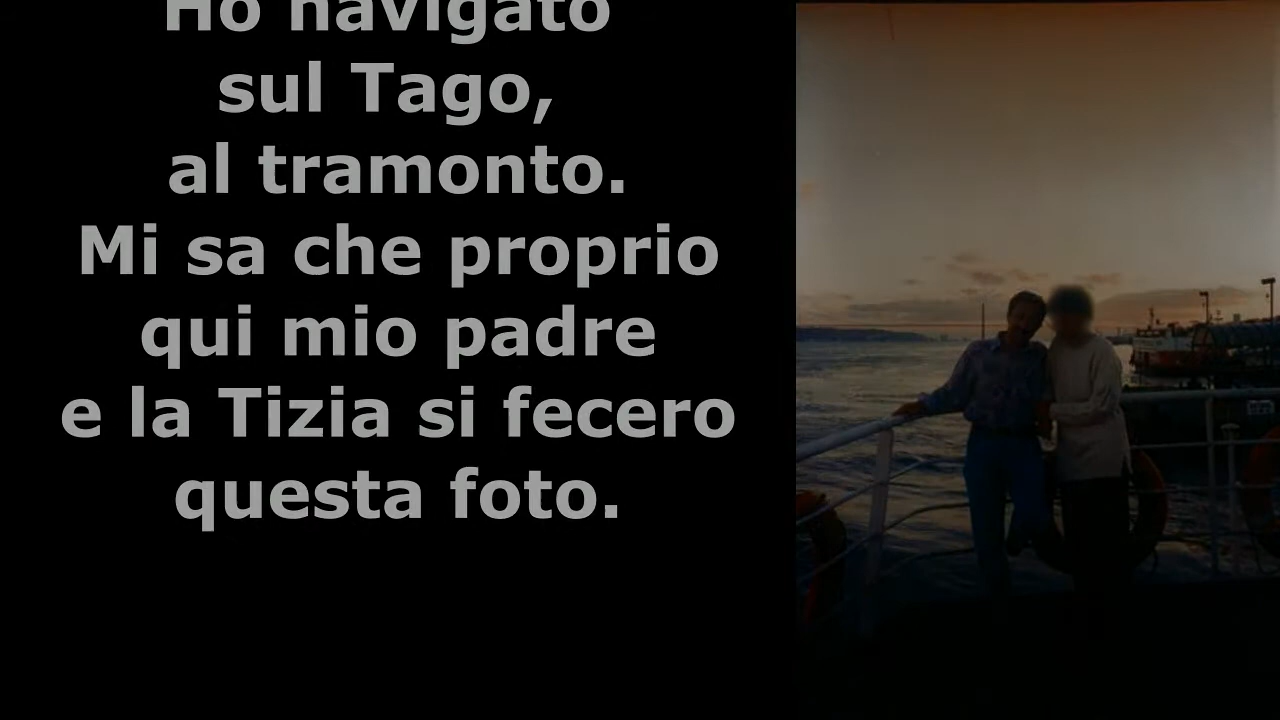 Ho navigato
sul Tago,
al tramonto.
Mi sa che proprio
qui mio padre
e la Tizia si fecero
questa foto.